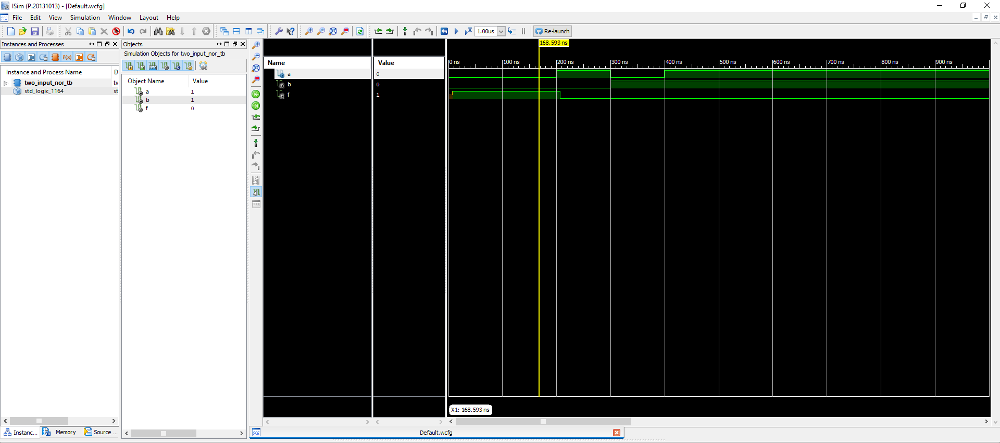 ISim (P.20131013) - [Default.wcfg]
File Edit View Simulation Window Layout Help
1.00us Re-launch
Instances and Processes
Instance and Process Name D
two_input_nor_tb tv
std_logic_1164 st
Instanc... Memory Source ...
Objects
Simulation Objects for two_input_nor_tb
Object Name Value
a 1
b 1
f 0
Name Value
a 0
b 0
f 1
168.593 ns
0 ns 100 ns 200 ns 300 ns 400 ns 500 ns 600 ns 700 ns 800 ns 900 ns
X1: 168.593 ns
Default.wcfg